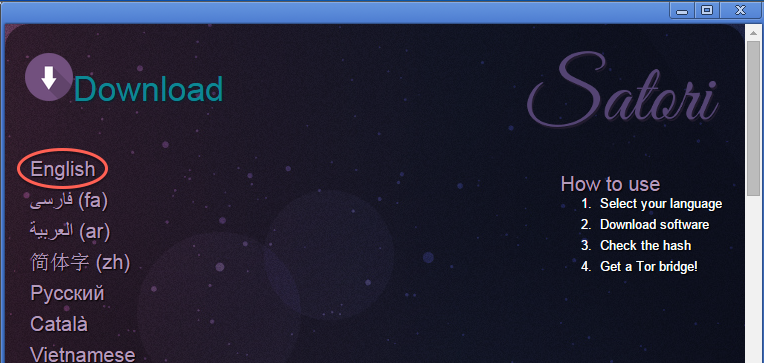 Download
Satori
English
فارسی (fa)
العربية (ar)
简体字 (zh)
Русский
Català
Vietnamese
How to use
1. Select your language
2. Download software
3. Check the hash
4. Get a Tor bridge!